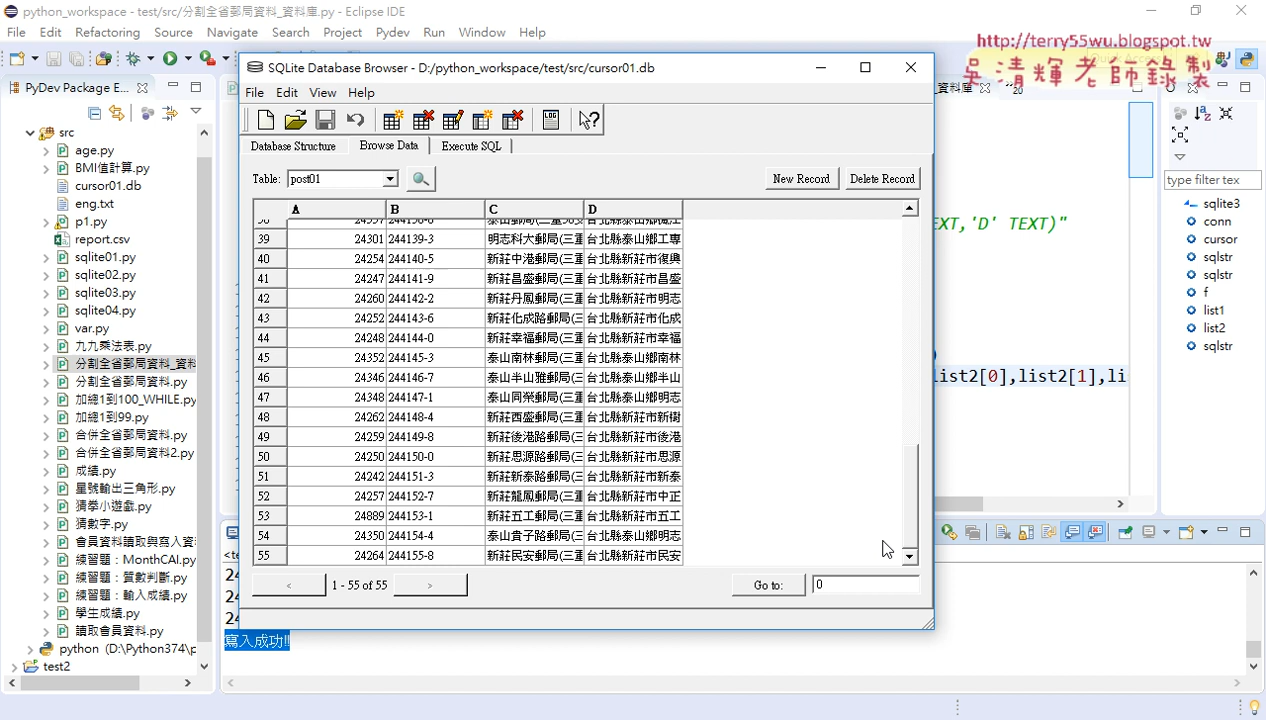 python_workspace - test/src/分割全省郵局資料_資料庫.py - Eclipse IDE
File Edit Refactoring Source Navigate Search Project Pydev Run Window Help
http://terry55wu.blogspot.tw
吳清輝老師錄製
PyDev Package E...
src
age.py
BMI值計算.py
cursor01.db
eng.txt
p1.py
report.csv
sqlite01.py
sqlite02.py
sqlite03.py
sqlite04.py
var.py
九九乘法表.py
分割全省郵局資料_資料
分割全省郵局資料.py
加總1到100_WHILE.py
加總1到99.py
合併全省郵局資料.py
合併全省郵局資料2.py
成績.py
星號輸出三角形.py
猜拳小遊戲.py
猜數字.py
會員資料讀取與寫入資
練習題：MonthCAI.py
練習題：質數判斷.py
練習題：輸入成績.py
學生成績.py
讀取會員資料.py
python (D:\Python374\p
test2
SQLite Database Browser - D:/python_workspace/test/src/cursor01.db
File Edit View Help
Database Structure Browse Data Execute SQL
Table: post01 New Record Delete Record
A B C D
39 24301 244139-3 明志科大郵局(三重 台北縣泰山鄉工專
40 24254 244140-5 新莊中港郵局(三重 台北縣新莊市復興
41 24247 244141-9 新莊昌盛郵局(三重 台北縣新莊市昌盛
42 24260 244142-2 新莊丹鳳郵局(三重 台北縣新莊市明志
43 24252 244143-6 新莊化成路郵局(三 台北縣新莊市化成
44 24248 244144-0 新莊幸福郵局(三重 台北縣新莊市幸福
45 24352 244145-3 泰山南林郵局(三重 台北縣泰山鄉南林
46 24346 244146-7 泰山半山雅郵局(三 台北縣泰山鄉半山
47 24348 244147-1 泰山同榮郵局(三重 台北縣泰山鄉明志
48 24262 244148-4 新莊西盛郵局(三重 台北縣新莊市新樹
49 24259 244149-8 新莊後港路郵局(三 台北縣新莊市後港
50 24250 244150-0 新莊思源路郵局(三 台北縣新莊市思源
51 24242 244151-3 新莊新泰路郵局(三 台北縣新莊市新泰
52 24257 244152-7 新莊龍鳳郵局(三重 台北縣新莊市中正
53 24889 244153-1 新莊五工郵局(三重 台北縣新莊市五工
54 24350 244154-4 泰山貴子路郵局(三 台北縣泰山鄉明志
55 24264 244155-8 新莊民安郵局(三重 台北縣新莊市民安
< 1 - 55 of 55 > Go to: 0
資料庫
EXT,'D' TEXT)"
list2[0],list2[1],li
type filter tex
sqlite3
conn
cursor
sqlstr
sqlstr
f
list1
list2
sqlstr
24
24
24
寫入成功!!